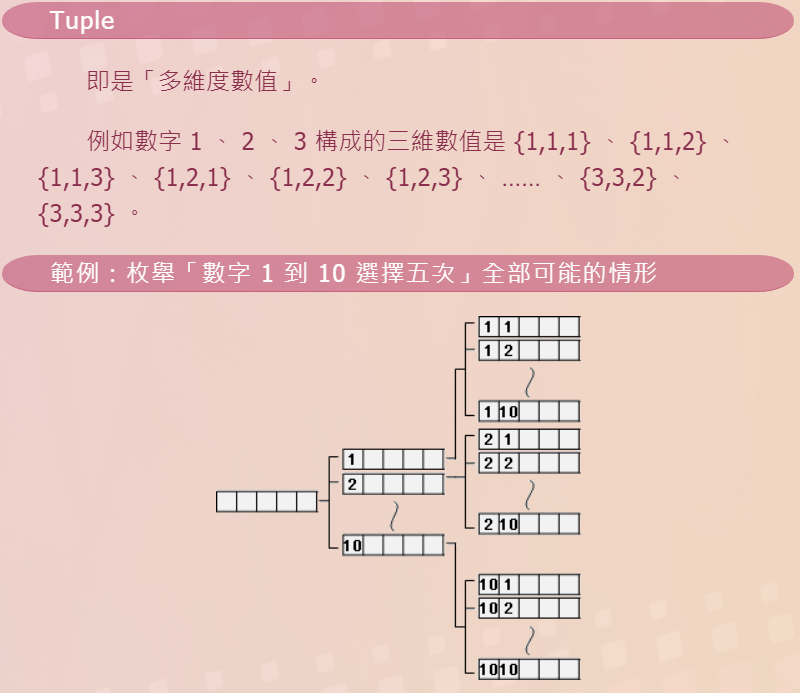 Tuple
即是「多維度數值」。
例如數字 1 、 2 、 3 構成的三維數值是 {1,1,1} 、 {1,1,2} 、
{1,1,3} 、 {1,2,1} 、 {1,2,2} 、 {1,2,3} 、 …… 、 {3,3,2} 、
{3,3,3} 。
範例：枚舉「數字 1 到 10 選擇五次」全部可能的情形
1 1
1 2
1 10
2 1
2 2
2 10
1
2
10
10 1
10 2
10 10